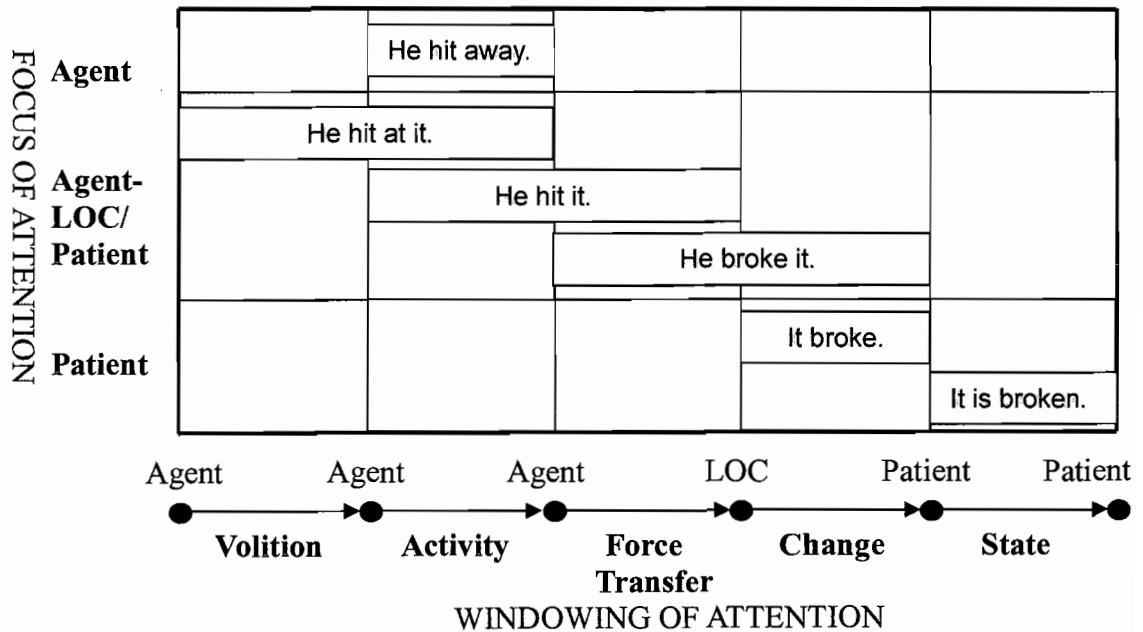 FOCUS OF ATTENTION
Agent
He hit away.
He hit at it.
Agent-
LOC/
Patient
He hit it.
He broke it.
Patient
It broke.
It is broken.
Agent Agent Agent LOC Patient Patient
Volition Activity Force Change State
Transfer
WINDOWING OF ATTENTION